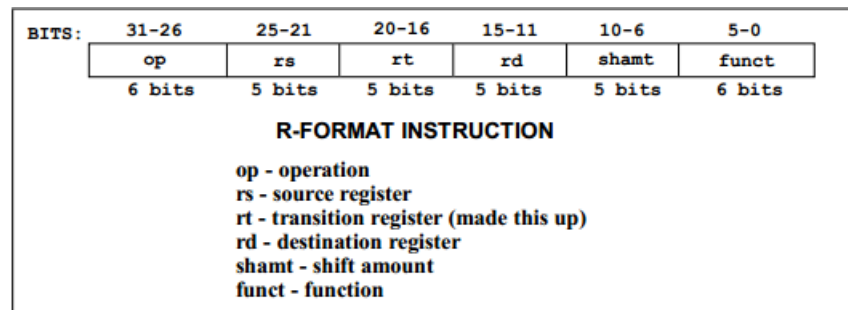 BITS: 31-26 25-21 20-16 15-11 10-6 5-0
op rs rt rd shamt funct
6 bits 5 bits 5 bits 5 bits 5 bits 6 bits
R-FORMAT INSTRUCTION
op - operation
rs - source register
rt - transition register (made this up)
rd - destination register
shamt - shift amount
funct - function